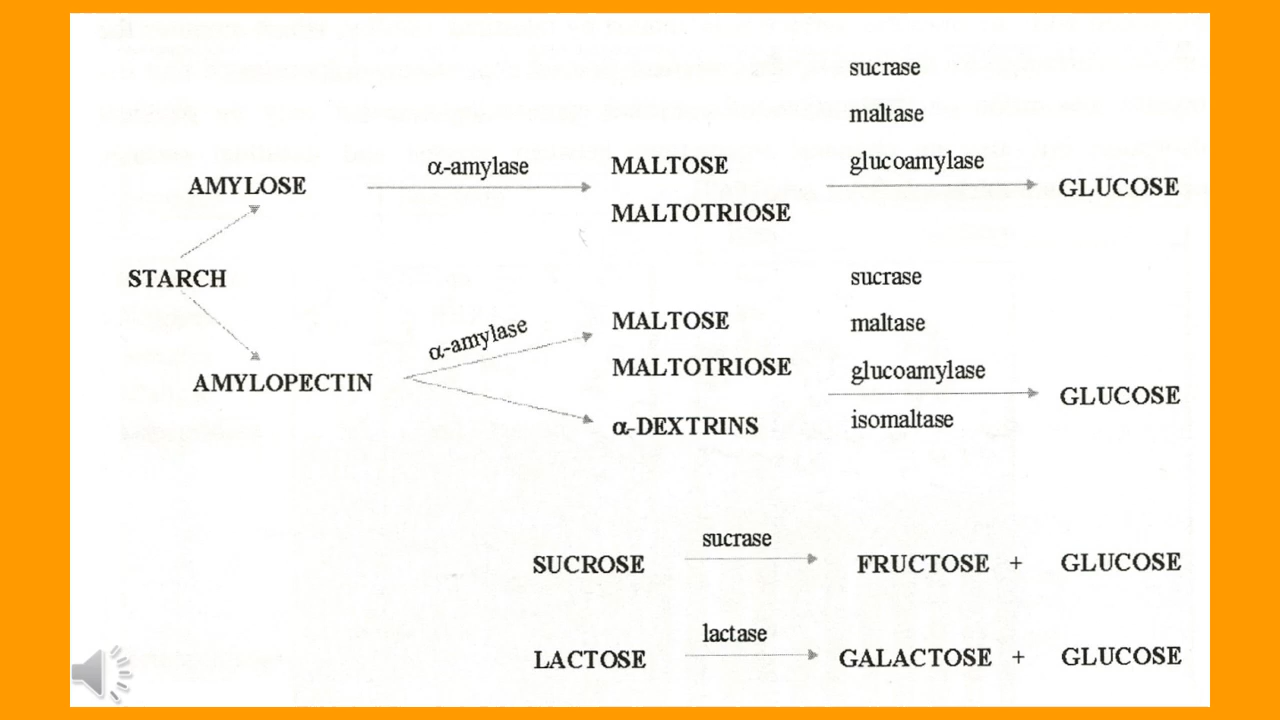 sucrase
maltase
α-amylase
glucoamylase
AMYLOSE
MALTOSE
GLUCOSE
MALTOTRIOSE
STARCH
sucrase
α-amylase
MALTOSE
maltase
MALTOTRIOSE
glucoamylase
AMYLOPECTIN
GLUCOSE
α-DEXTRINS
isomaltase
sucrase
SUCROSE FRUCTOSE + GLUCOSE
lactase
LACTOSE GALACTOSE + GLUCOSE